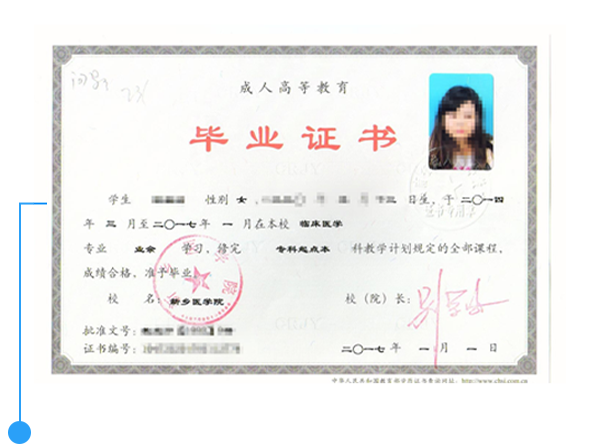 成人高等教育
毕业证书
学生 性别 女 日生，于 二〇一四
年 三 月至 二〇一七 年 一 月在本校 临床医学
专业 业余 学习，修完 专科起点本 科教学计划规定的全部课程，
成绩合格，准予毕业。
校 名：新乡医学院 校（院）长：
批准文号：
证书编号： 二〇一七 年 一 月 一 日
中华人民共和国教育部学历证书查询网址：http://www.chsi.com.cn